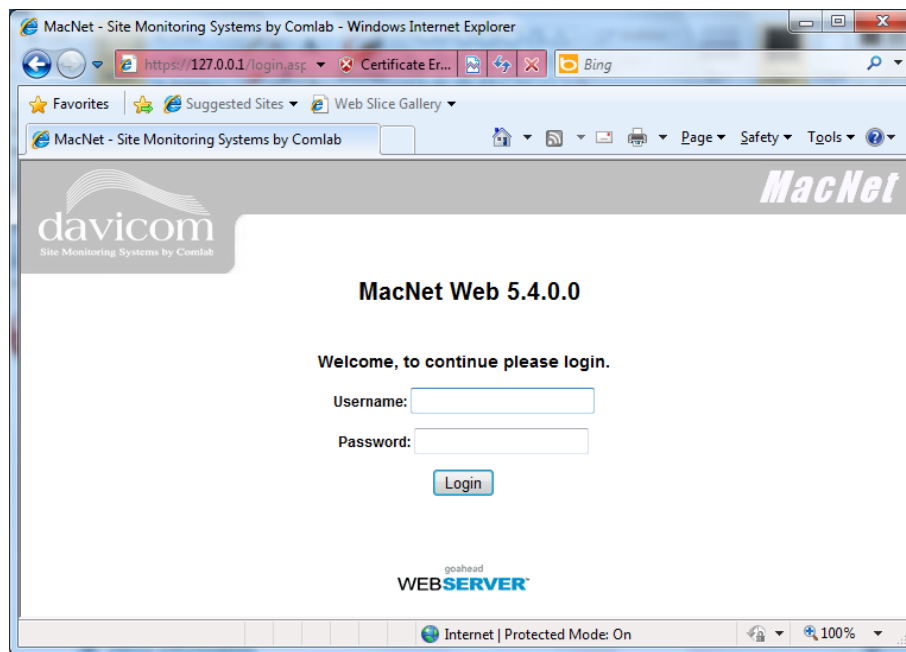 MacNet - Site Monitoring Systems by Comlab - Windows Internet Explorer
https://127.0.0.1/login.asp Certificate Er... Bing
Favorites Suggested Sites Web Slice Gallery
MacNet - Site Monitoring Systems by Comlab Page Safety Tools
MacNet
davicom
Site Monitoring Systems by Comlab
MacNet Web 5.4.0.0
Welcome, to continue please login.
Username:
Password:
Login
goahead
WEBSERVER™
Internet | Protected Mode: On 100%